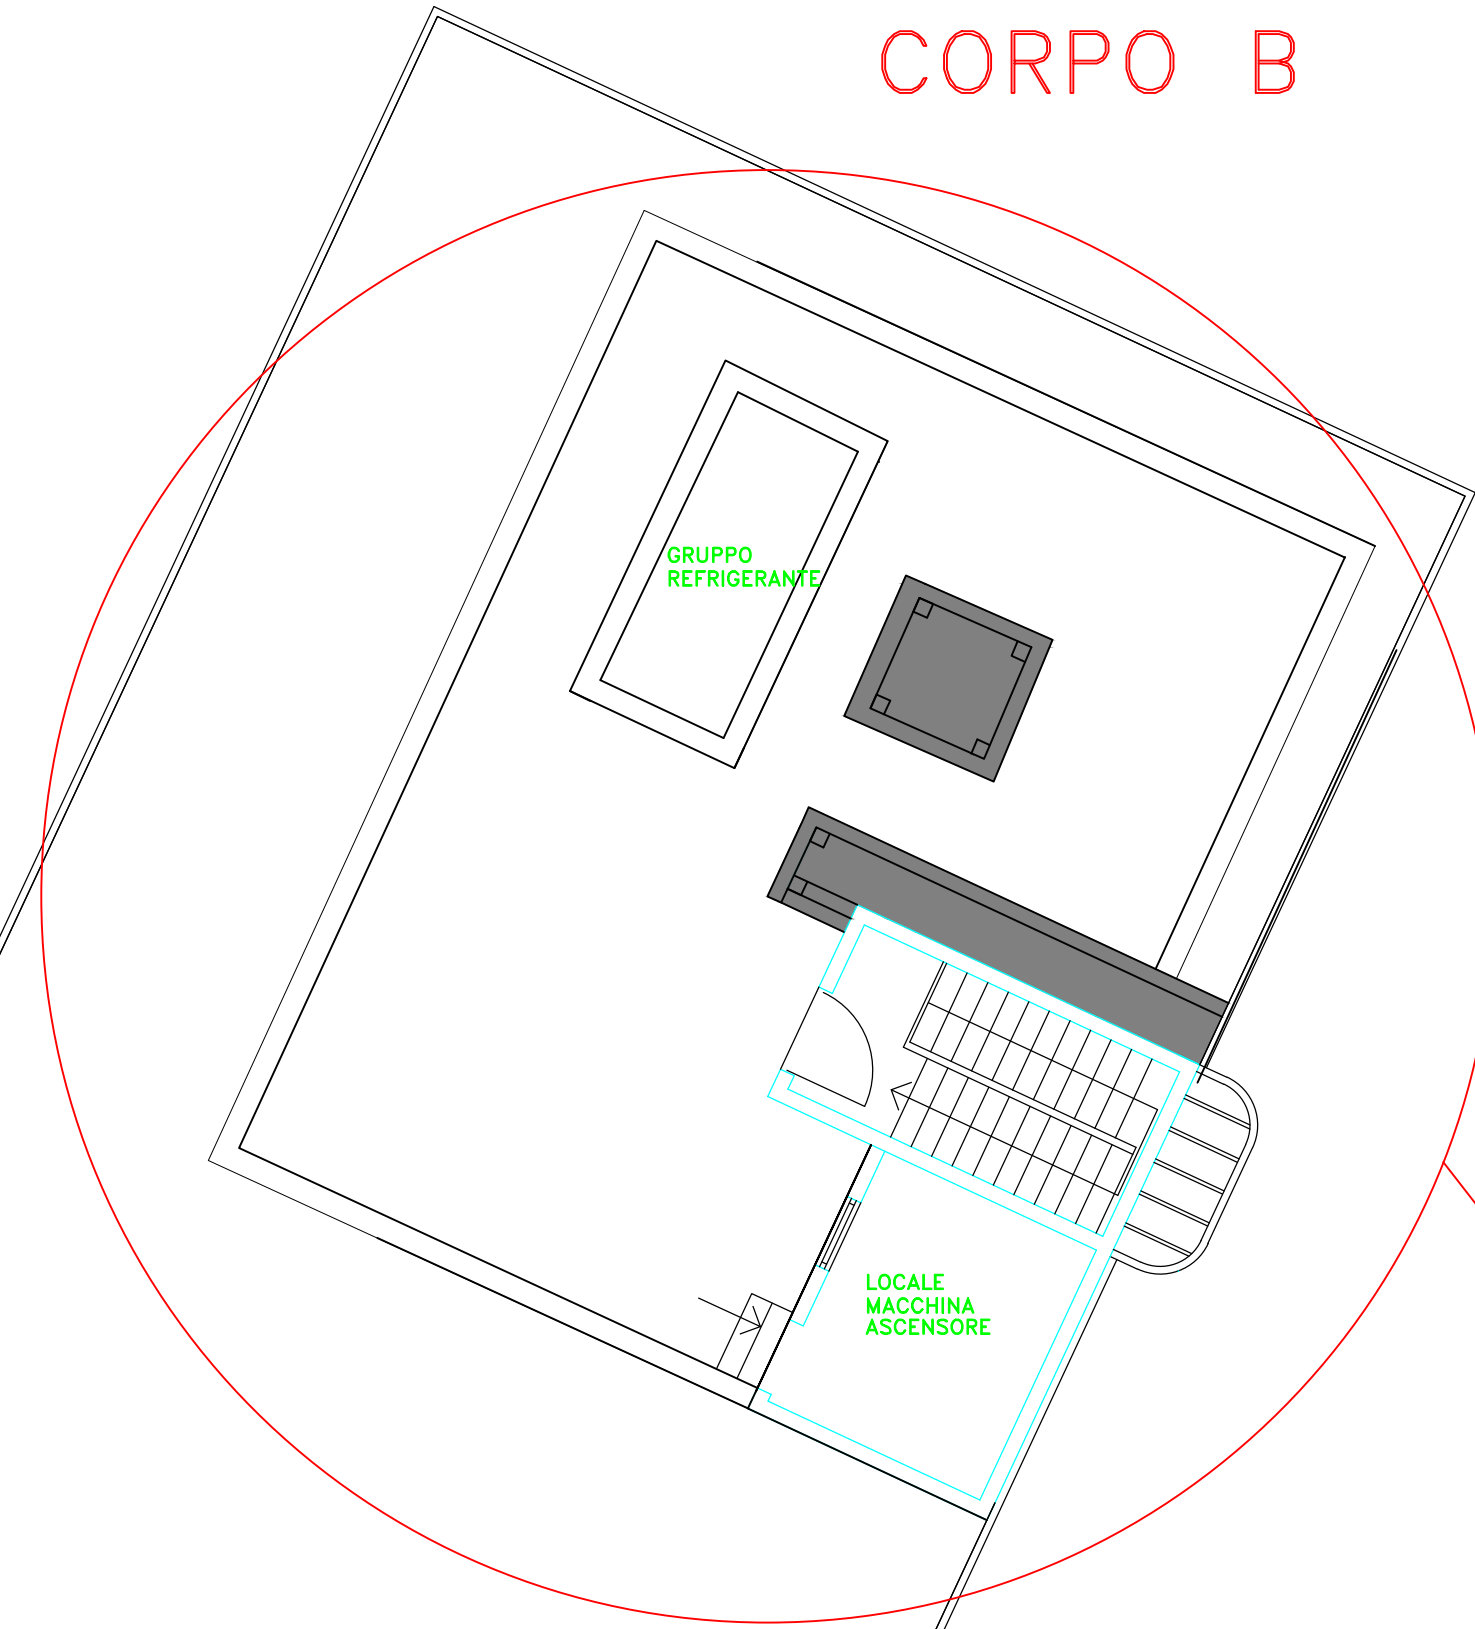 CORPO B
GRUPPO
REFRIGERANTE
LOCALE
MACCHINA
ASCENSORE